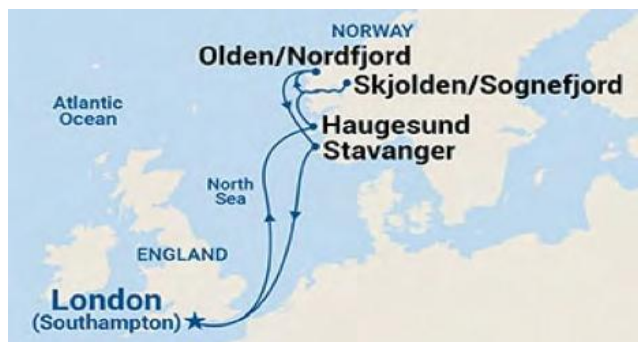 NORWAY
Olden/Nordfjord
Skjolden/Sognefjord
Atlantic
Ocean
Haugesund
Stavanger
North
Sea
ENGLAND
London
(Southampton)